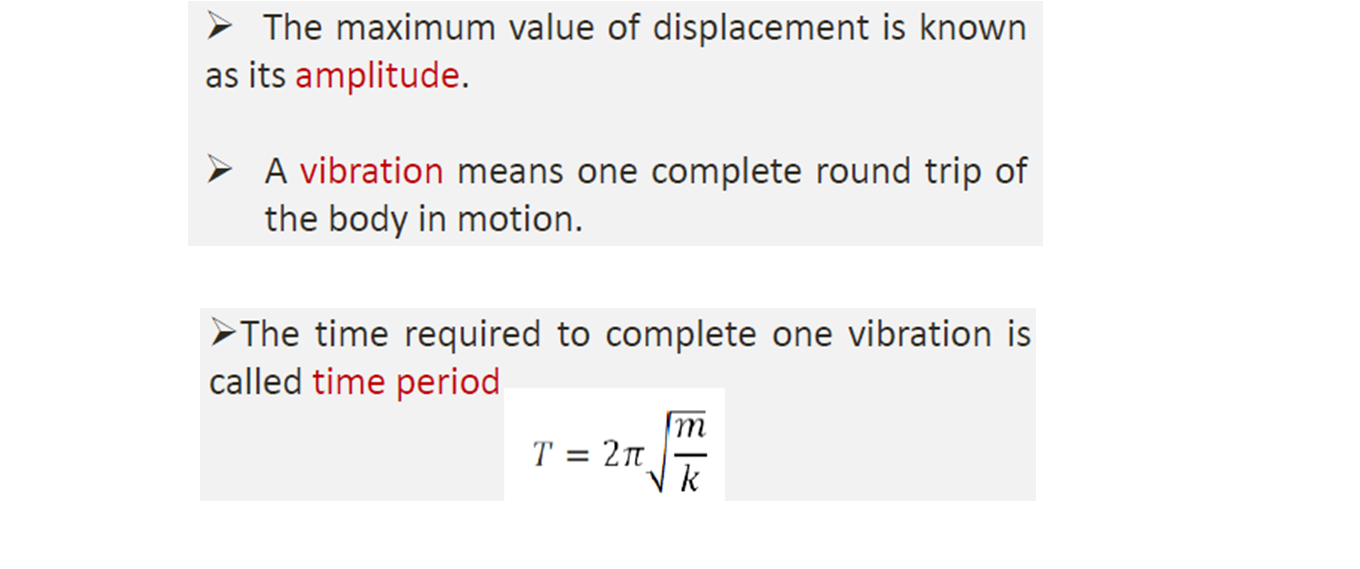 ➢ The maximum value of displacement is known
as its amplitude.
➢ A vibration means one complete round trip of
the body in motion.
➢The time required to complete one vibration is
called time period
T = 2π√(m/k)